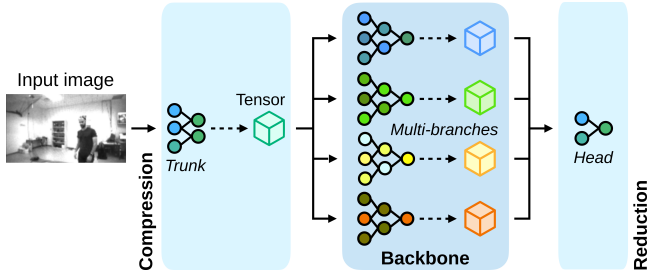 Input image
Compression
Trunk
Tensor
Multi-branches
Backbone
Head
Reduction